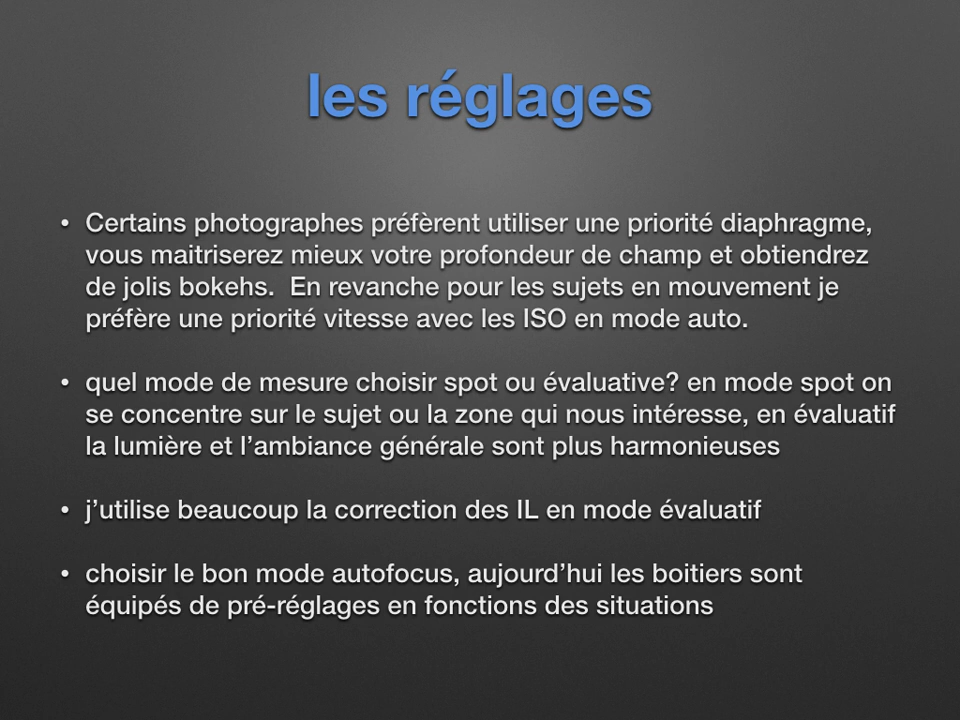 les réglages
• Certains photographes préfèrent utiliser une priorité diaphragme,
vous maitriserez mieux votre profondeur de champ et obtiendrez
de jolis bokehs.  En revanche pour les sujets en mouvement je
préfère une priorité vitesse avec les ISO en mode auto.
• quel mode de mesure choisir spot ou évaluative? en mode spot on
se concentre sur le sujet ou la zone qui nous intéresse, en évaluatif
la lumière et l’ambiance générale sont plus harmonieuses
• j’utilise beaucoup la correction des IL en mode évaluatif
• choisir le bon mode autofocus, aujourd’hui les boitiers sont
équipés de pré-réglages en fonctions des situations